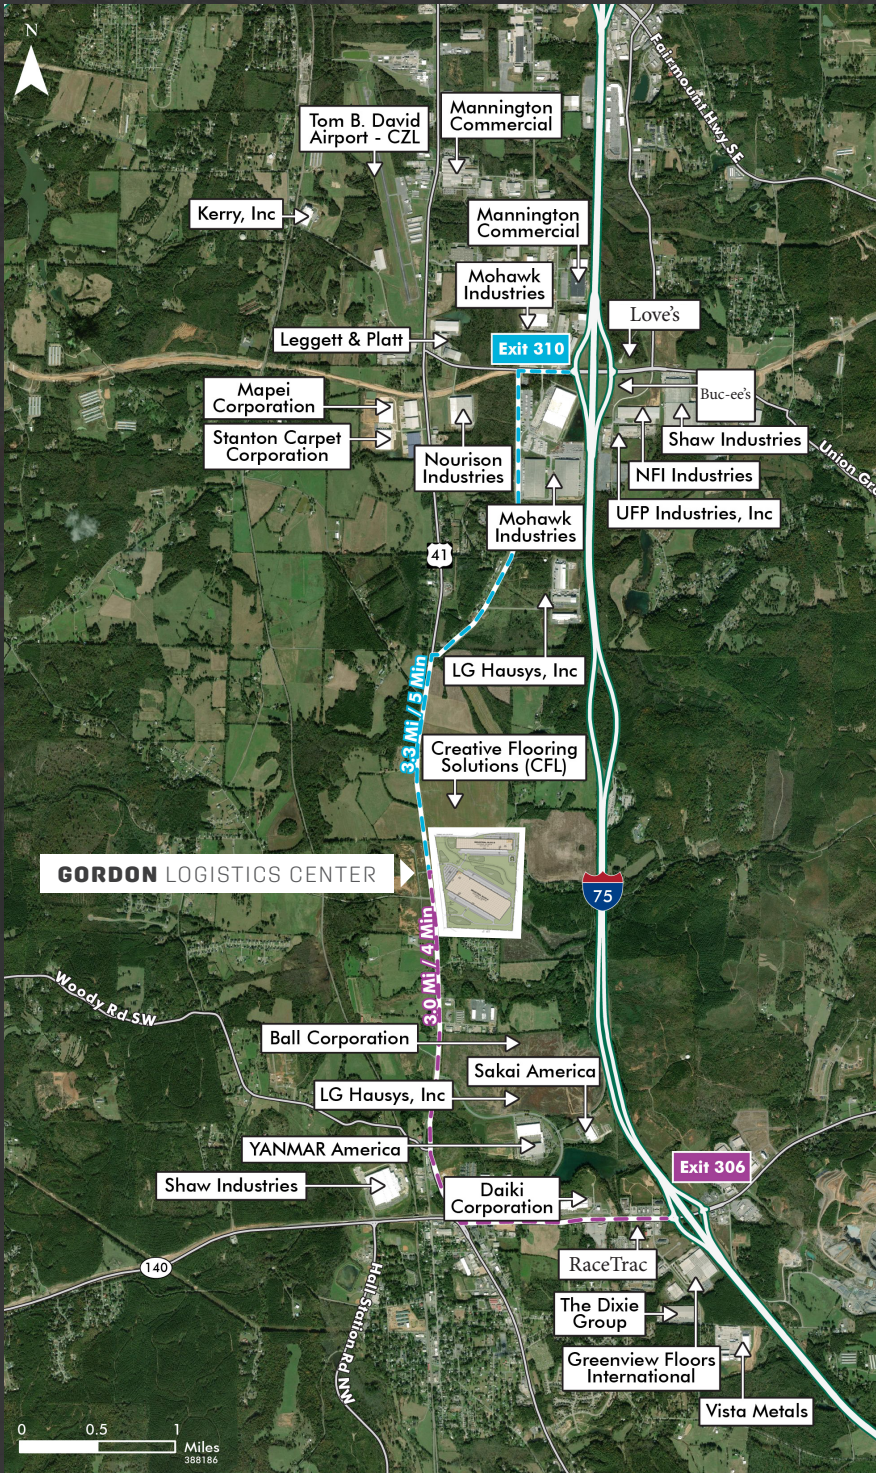 N
Fairmount Hwy SE
Tom B. David
Airport - CZL
Mannington
Commercial
Kerry, Inc
Mannington
Commercial
Mohawk
Industries
Love's
Leggett & Platt
Exit 310
Mapei
Corporation
Buc-ee's
Stanton Carpet
Corporation
Shaw Industries
Nourison
Industries
NFI Industries
Union Gro
UFP Industries, Inc
Mohawk
Industries
41
LG Hausys, Inc
3.3 Mi / 5 Min
Creative Flooring
Solutions (CFL)
GORDON LOGISTICS CENTER
75
3.0 Mi / 4 Min
Woody Rd SW
Ball Corporation
Sakai America
LG Hausys, Inc
YANMAR America
Exit 306
Shaw Industries
Daiki
Corporation
RaceTrac
140
Hall Station Rd NW
The Dixie
Group
Greenview Floors
International
Vista Metals
0 0.5 1
Miles
388186